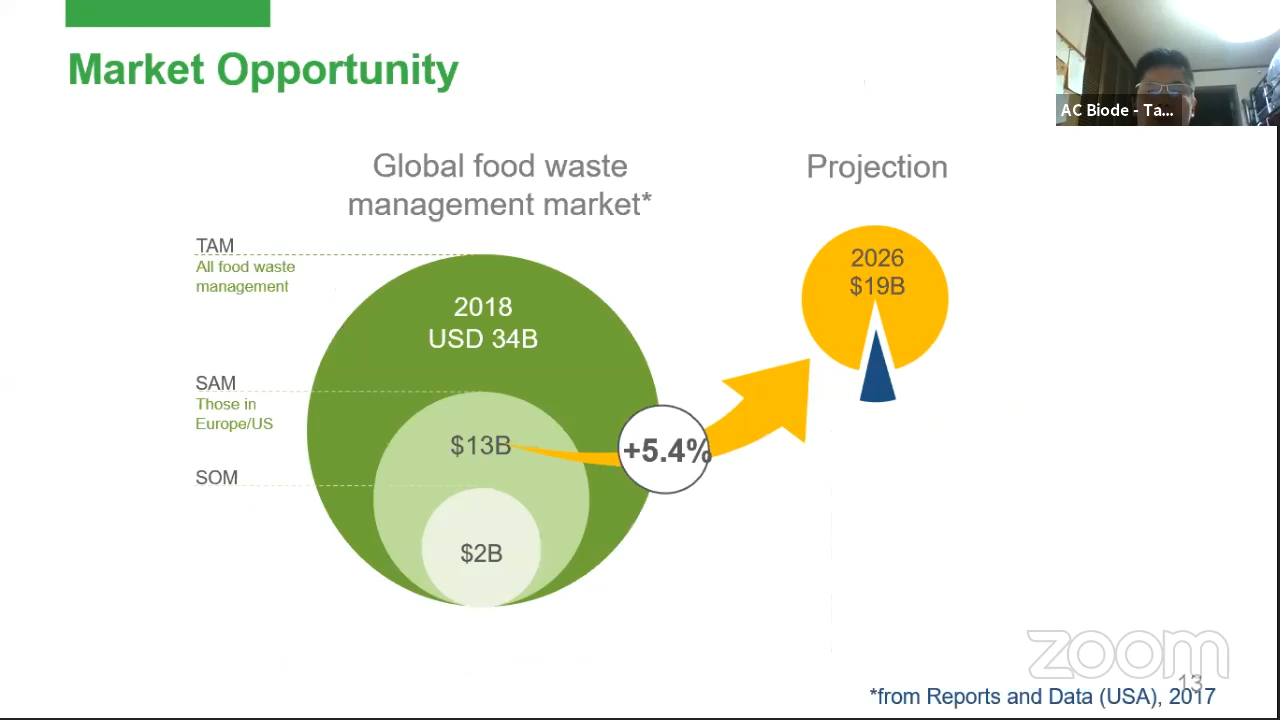 Market Opportunity
AC Biode - Ta...
Global food waste
management market*
Projection
TAM
All food waste
management
2018
USD 34B
2026
$19B
SAM
Those in
Europe/US
$13B
+5.4%
SOM
$2B
zoom
13
*from Reports and Data (USA), 2017